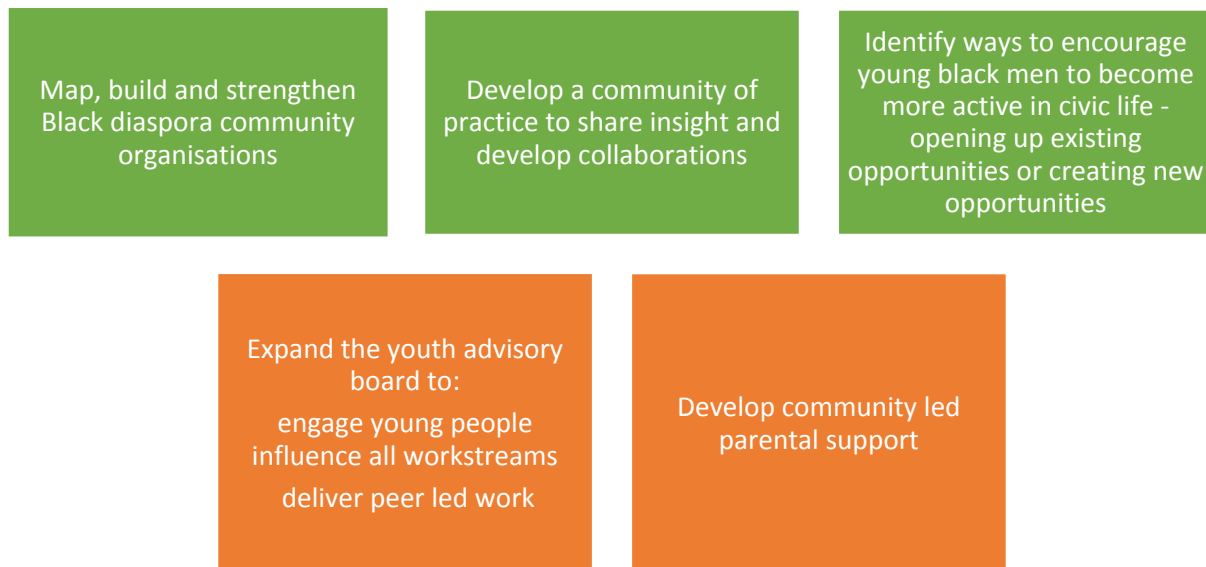 Map, build and strengthen
Black diaspora community
organisations
Develop a community of
practice to share insight and
develop collaborations
Identify ways to encourage
young black men to become
more active in civic life -
opening up existing
opportunities or creating new
opportunities
Expand the youth advisory
board to:
engage young people
influence all workstreams
deliver peer led work
Develop community led
parental support